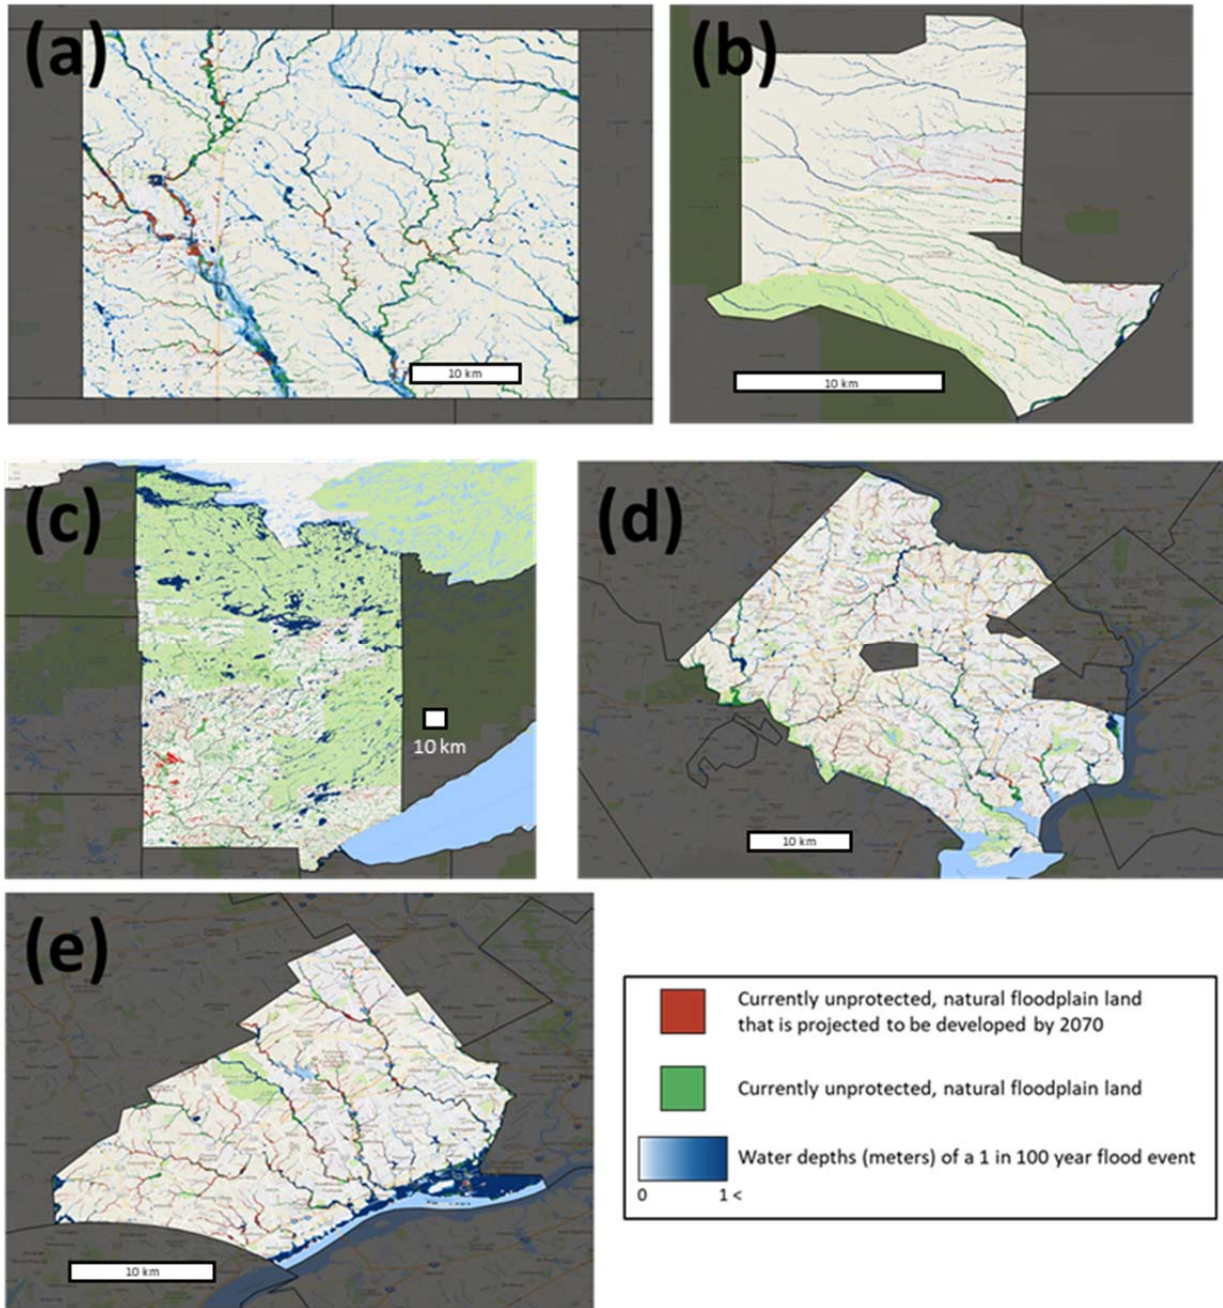 (a)
(b)
10 km
10 km
(c)
(d)
10 km
10 km
(e)
10 km
Currently unprotected, natural floodplain land
that is projected to be developed by 2070
Currently unprotected, natural floodplain land
Water depths (meters) of a 1 in 100 year flood event
0
1 <